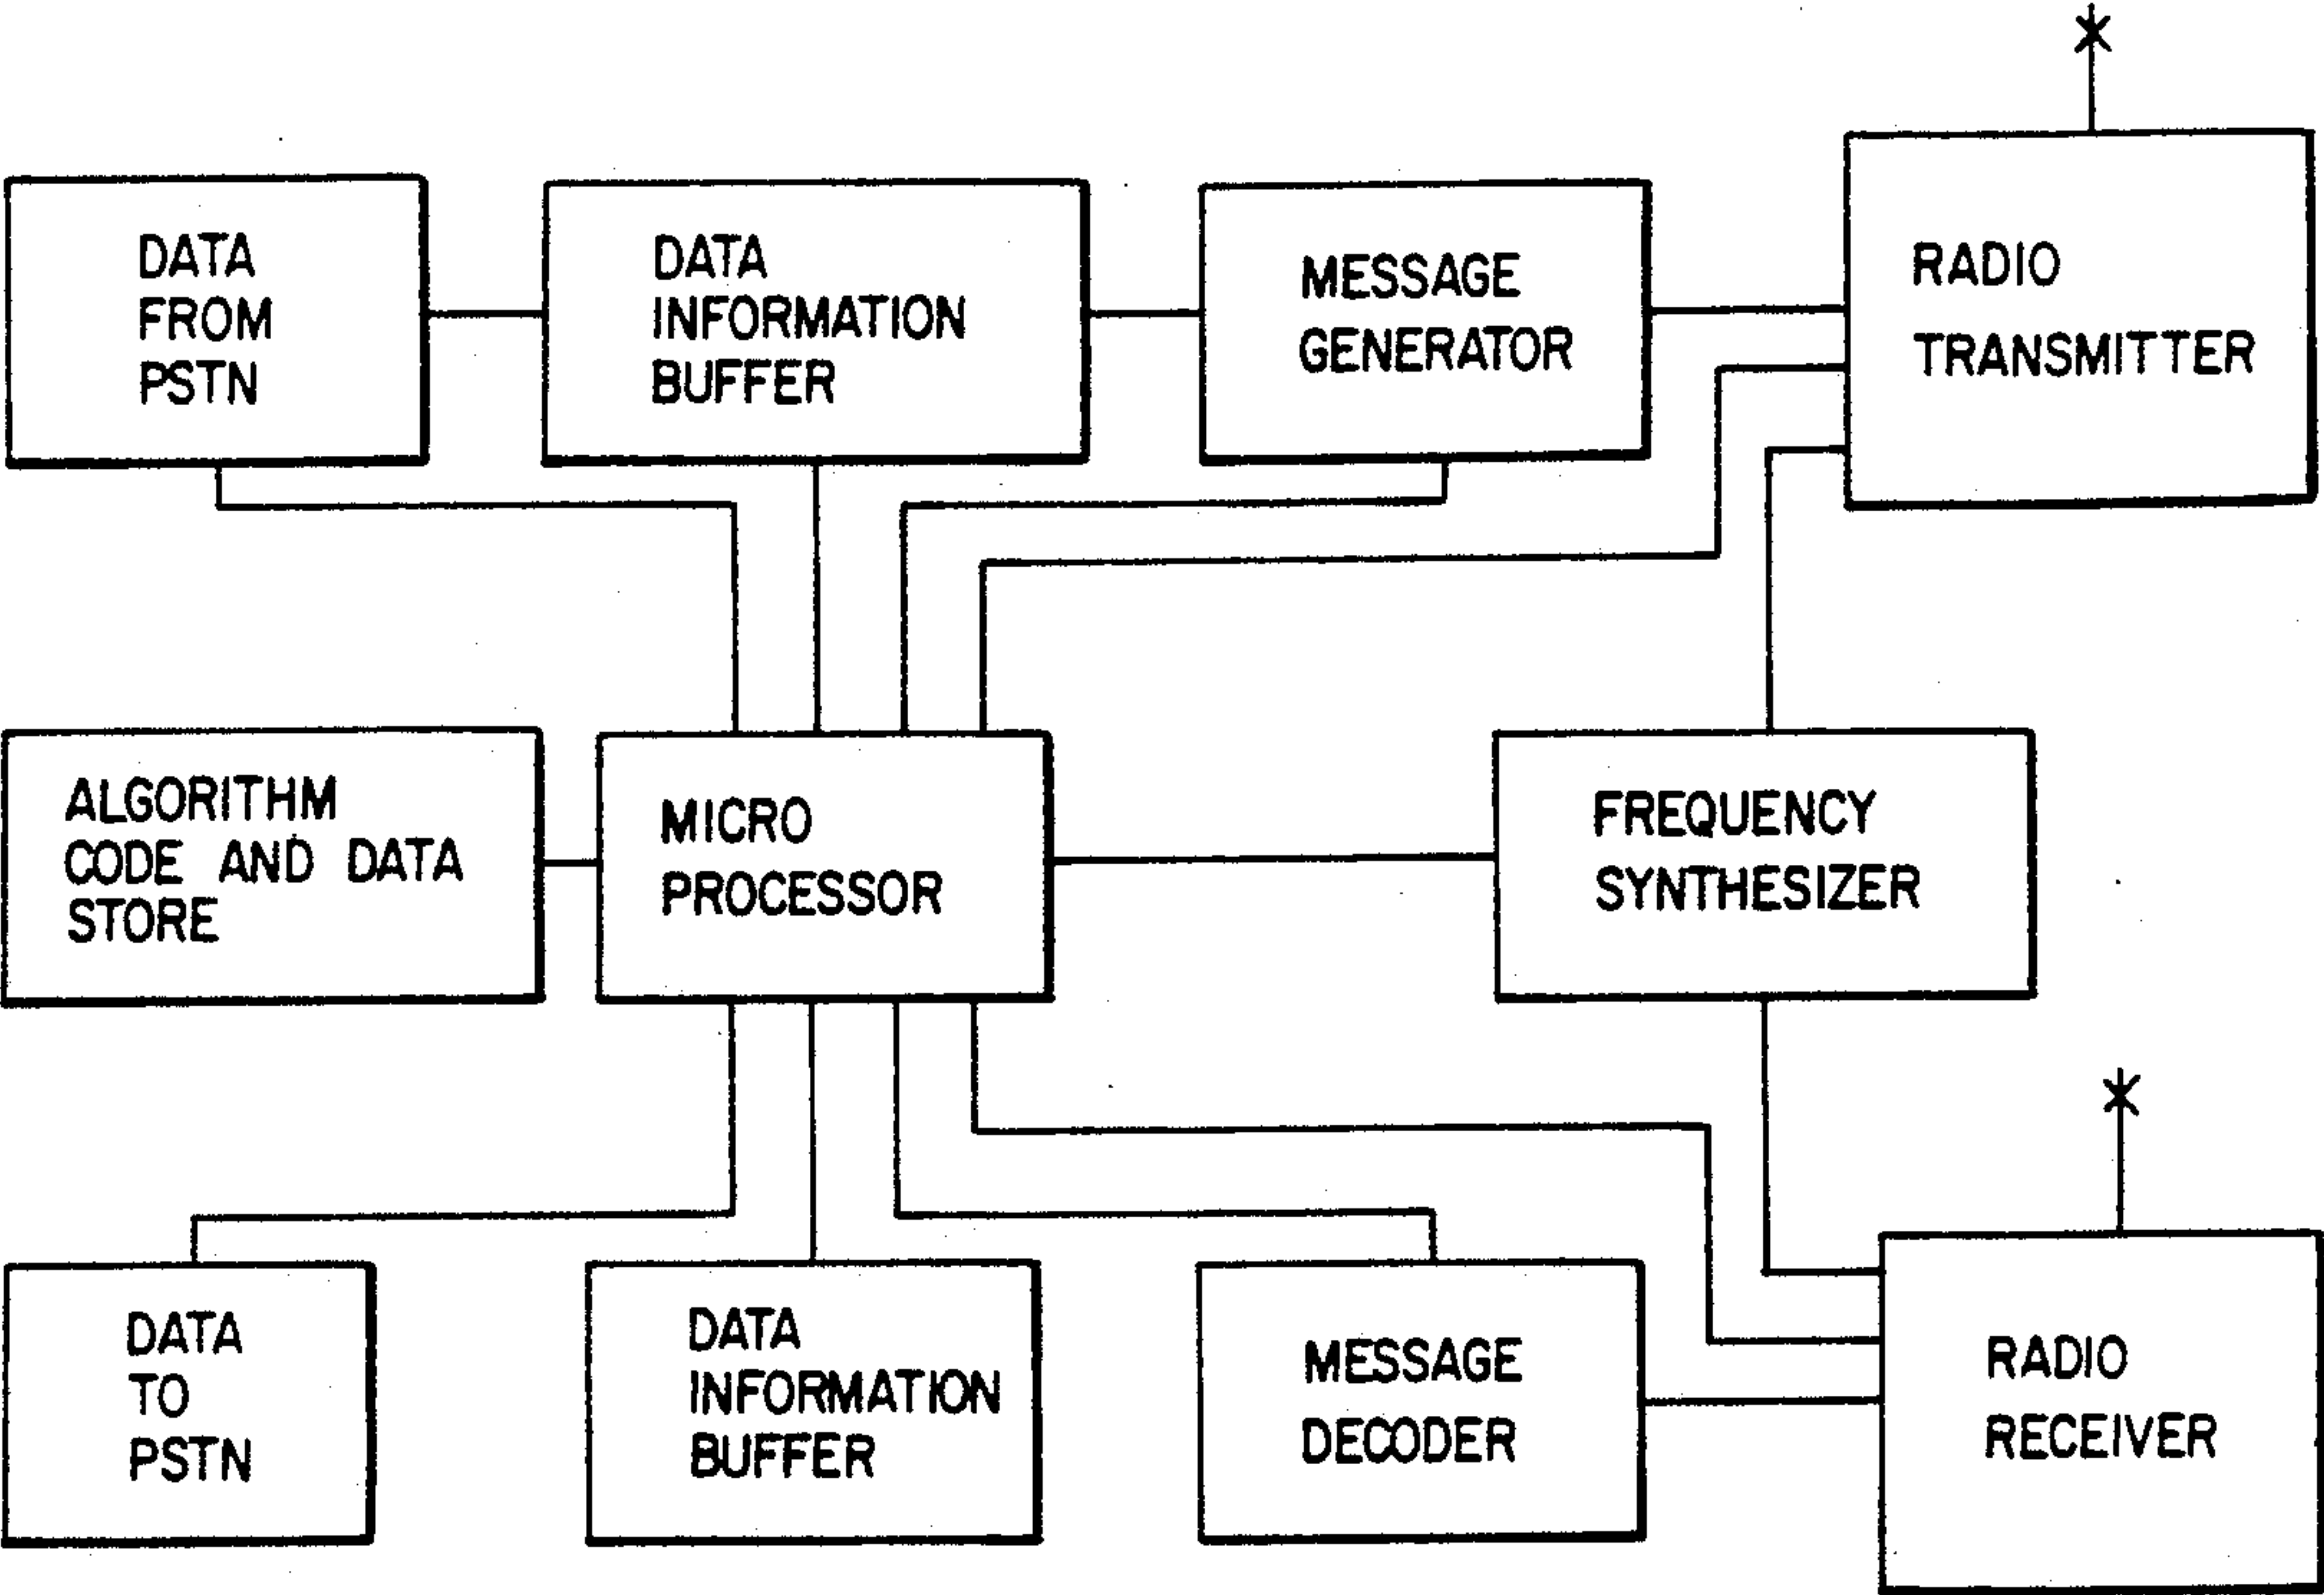 DATA
FROM
PSTN
DATA
INFORMATION
BUFFER
MESSAGE
GENERATOR
RADIO
TRANSMITTER
ALGORITHM
CODE AND DATA
STORE
MICRO
PROCESSOR
FREQUENCY
SYNTHESIZER
DATA
TO
PSTN
DATA
INFORMATION
BUFFER
MESSAGE
DECODER
RADIO
RECEIVER